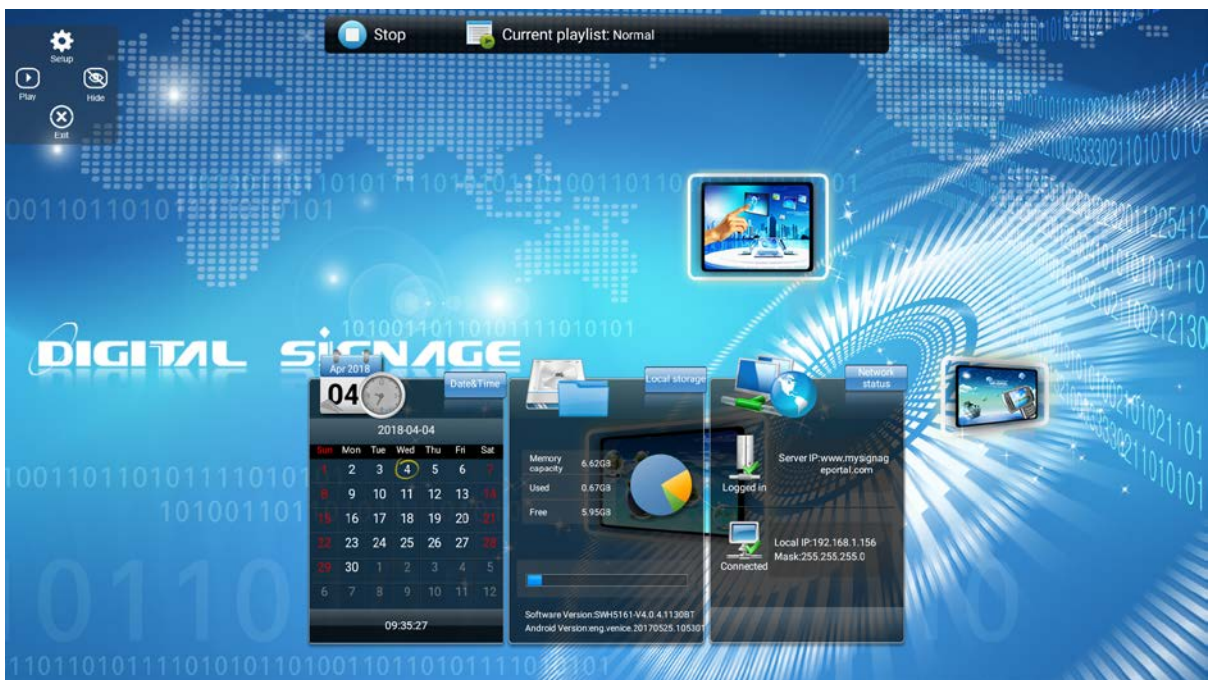 Setup
Play
Hide
Exit
Stop
Current playlist: Normal
DIGITAL SIGNAGE
Apr 2018
04
Date&Time
2018-04-04
Sun Mon Tue Wed Thu Fri Sat
1 2 3 4 5 6 7
8 9 10 11 12 13 14
15 16 17 18 19 20 21
22 23 24 25 26 27 28
29 30 1 2 3 4 5
6 7 8 9 10 11 12
09:35:27
Local storage
Memory
capacity 6.62GB
Used 0.67GB
Free 5.95GB
Software Version:SWH5161-V4.0.4.1130BT
Android Version:eng.venice.20170525.105301
Network
status
Server IP:www.mysignag
eportal.com
Logged in
Local IP:192.168.1.156
Mask:255.255.255.0
Connected